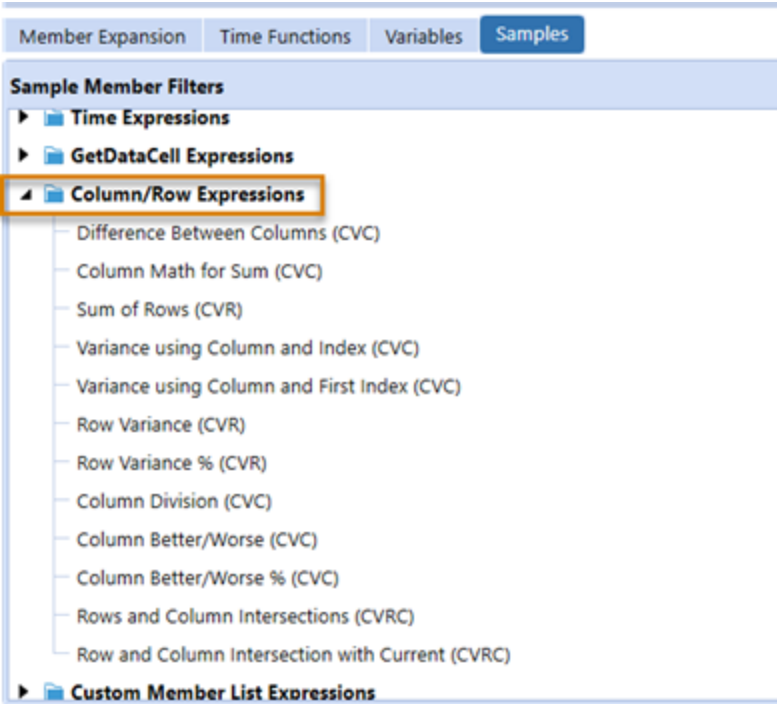 Member Expansion Time Functions Variables Samples
Sample Member Filters
Time Expressions
GetDataCell Expressions
Column/Row Expressions
Difference Between Columns (CVC)
Column Math for Sum (CVC)
Sum of Rows (CVR)
Variance using Column and Index (CVC)
Variance using Column and First Index (CVC)
Row Variance (CVR)
Row Variance % (CVR)
Column Division (CVC)
Column Better/Worse (CVC)
Column Better/Worse % (CVC)
Rows and Column Intersections (CVRC)
Row and Column Intersection with Current (CVRC)
Custom Member List Expressions